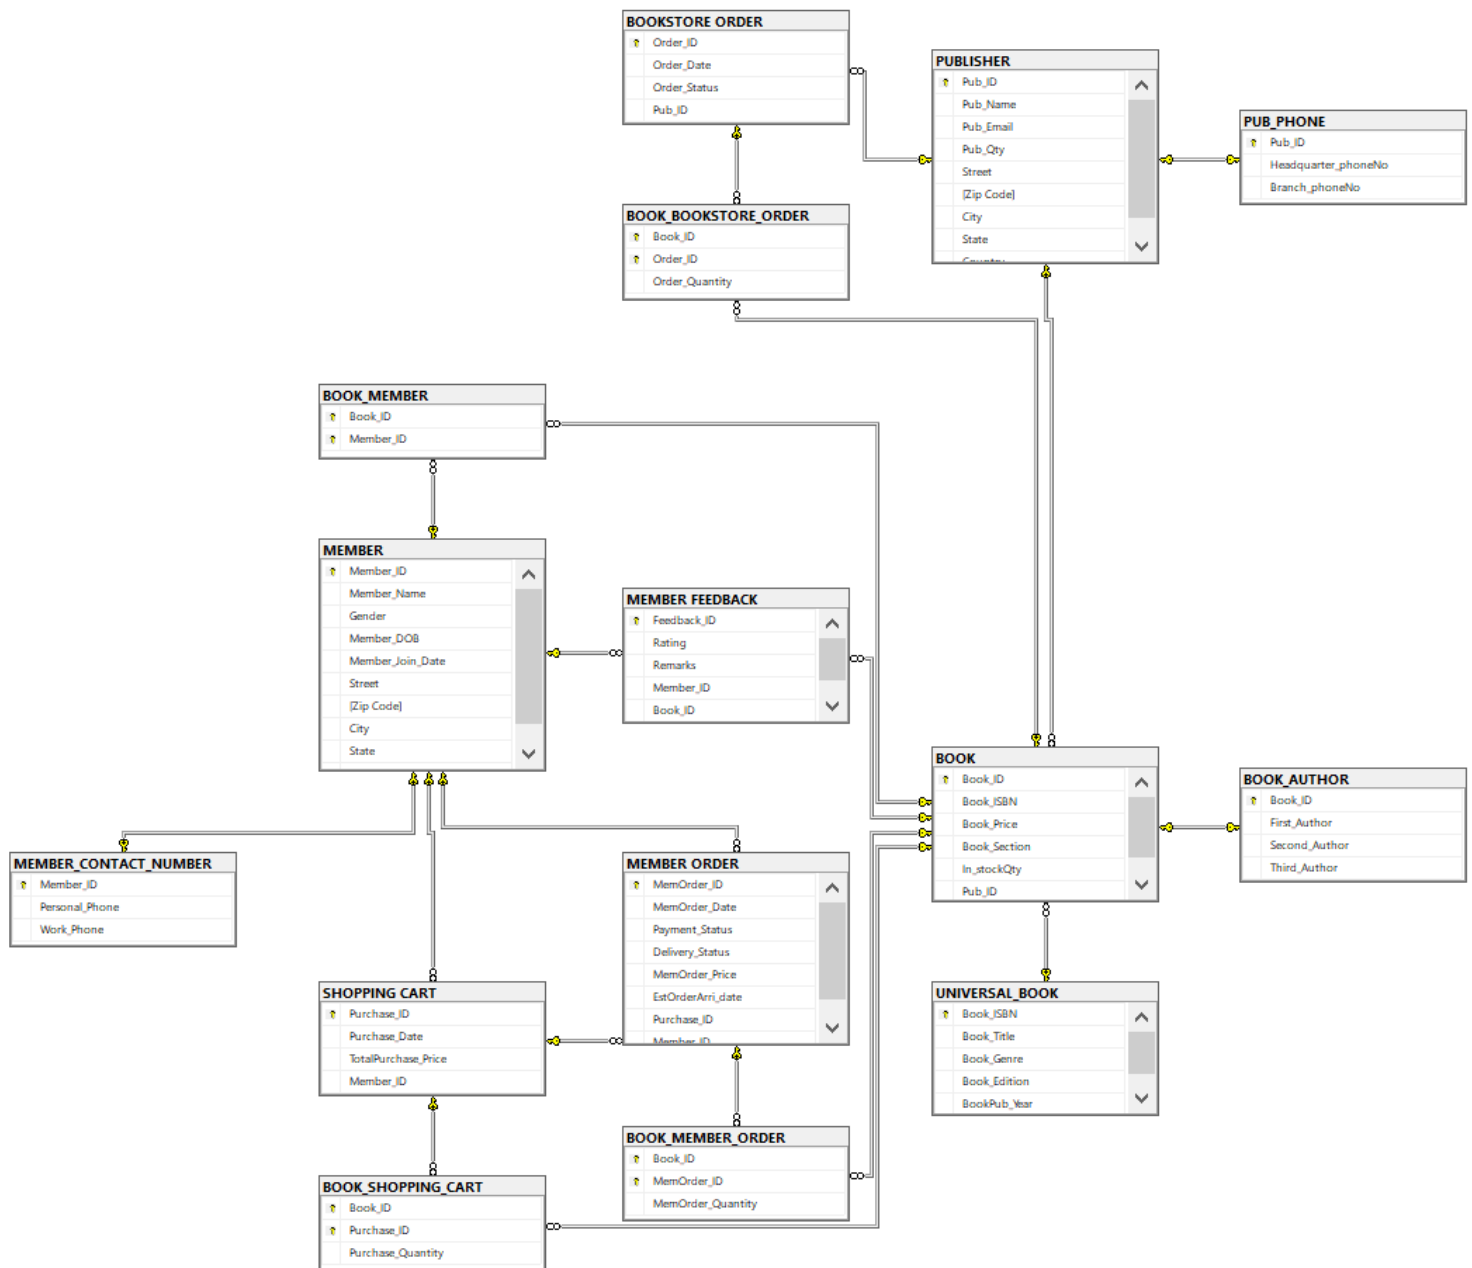 BOOKSTORE ORDER
Order_ID
Order_Date
Order_Status
Pub_ID
PUBLISHER
Pub_ID
Pub_Name
Pub_Email
Pub_Qty
Street
[Zip Code]
City
State
Country
PUB_PHONE
Pub_ID
Headquarter_phoneNo
Branch_phoneNo
BOOK_BOOKSTORE_ORDER
Book_ID
Order_ID
Order_Quantity
BOOK_MEMBER
Book_ID
Member_ID
MEMBER
Member_ID
Member_Name
Gender
Member_DOB
Member_Join_Date
Street
[Zip Code]
City
State
MEMBER FEEDBACK
Feedback_ID
Rating
Remarks
Member_ID
Book_ID
BOOK
Book_ID
Book_ISBN
Book_Price
Book_Section
In_stockQty
Pub_ID
BOOK_AUTHOR
Book_ID
First_Author
Second_Author
Third_Author
MEMBER_CONTACT_NUMBER
Member_ID
Personal_Phone
Work_Phone
MEMBER ORDER
MemOrder_ID
MemOrder_Date
Payment_Status
Delivery_Status
MemOrder_Price
EstOrderArri_date
Purchase_ID
Member_ID
SHOPPING CART
Purchase_ID
Purchase_Date
TotalPurchase_Price
Member_ID
UNIVERSAL_BOOK
Book_ISBN
Book_Title
Book_Genre
Book_Edition
BookPub_Year
BOOK_MEMBER_ORDER
Book_ID
MemOrder_ID
MemOrder_Quantity
BOOK_SHOPPING_CART
Book_ID
Purchase_ID
Purchase_Quantity